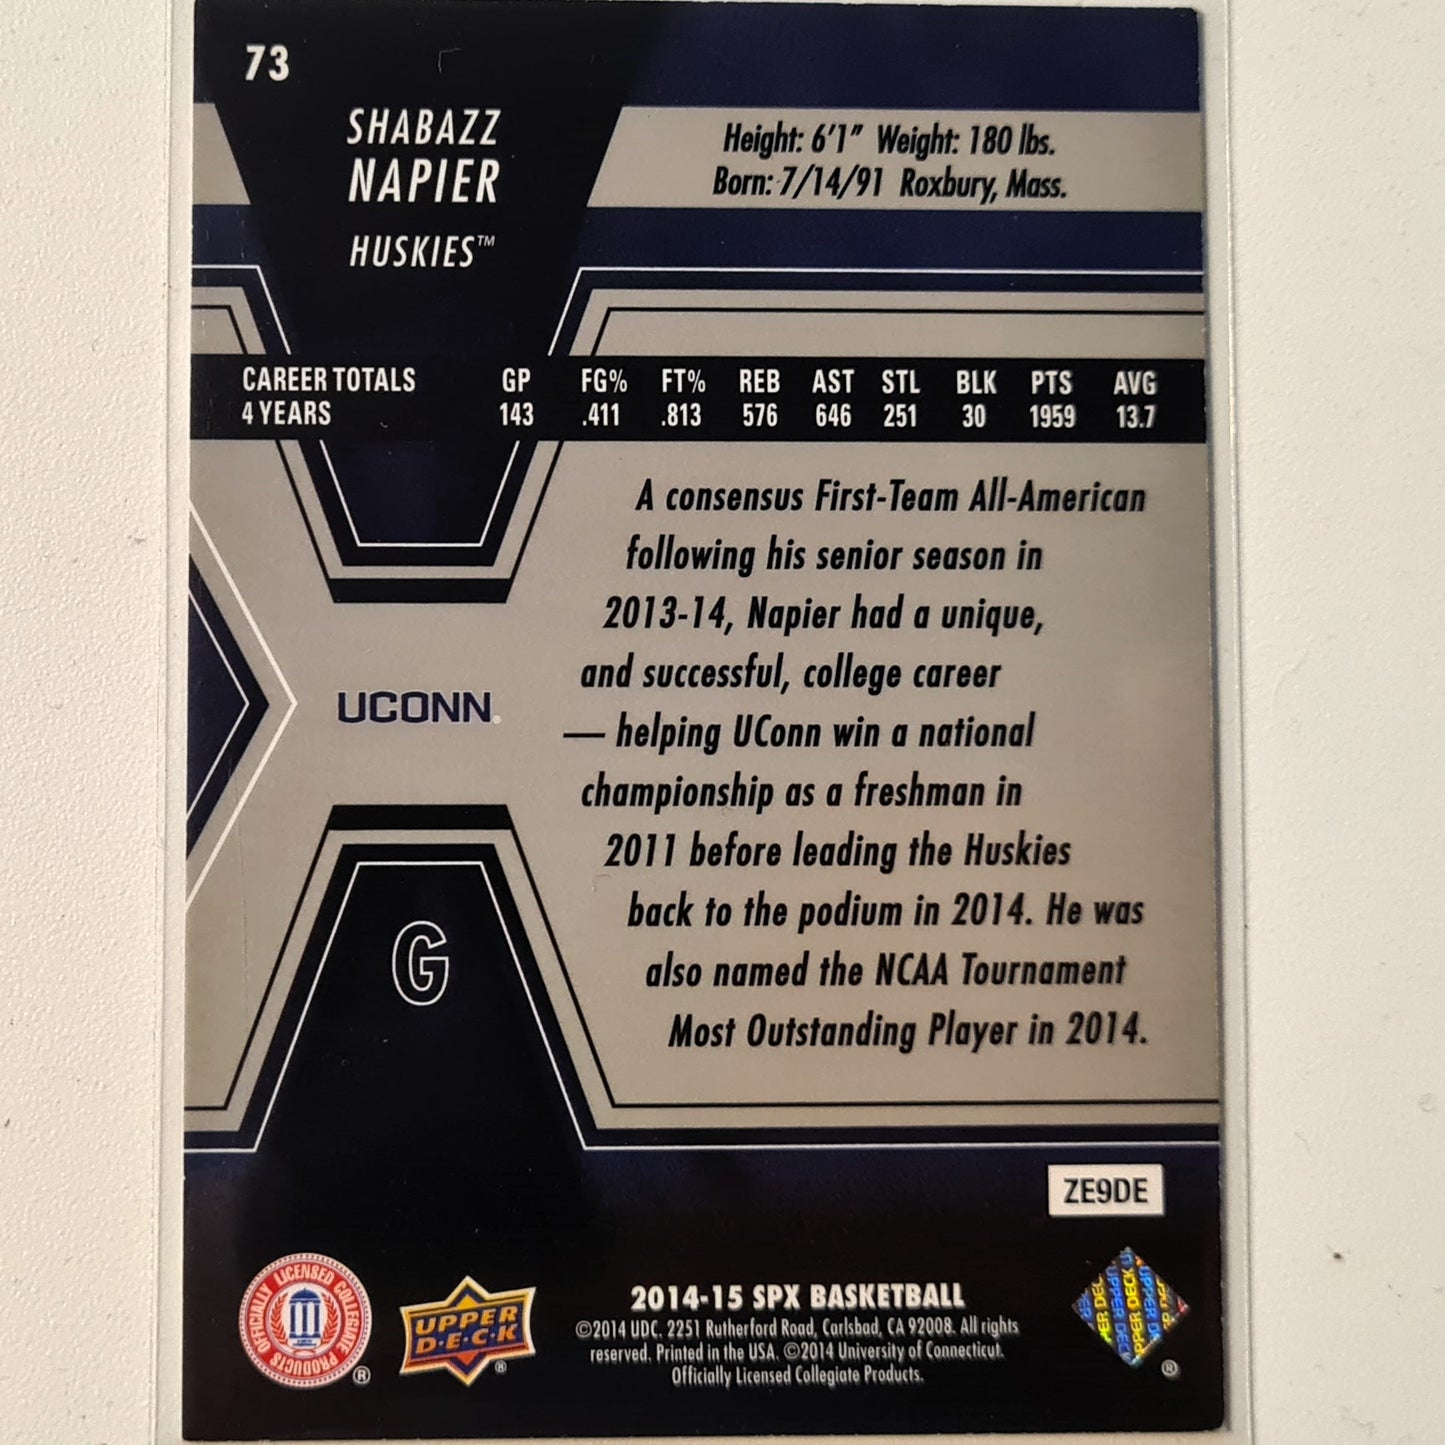 73
SHABAZZ
NAPIER
HUSKIES™
Height: 6'1" Weight: 180 lbs.
Born: 7/14/91 Roxbury, Mass.
CAREER TOTALS GP FG% FT% REB AST STL BLK PTS AVG
4 YEARS 143 .411 .813 576 646 251 30 1959 13.7
A consensus First-Team All-American
following his senior season in
2013-14, Napier had a unique,
and successful, college career
— helping UConn win a national
championship as a freshman in
2011 before leading the Huskies
back to the podium in 2014. He was
also named the NCAA Tournament
Most Outstanding Player in 2014.
UCONN®
G
ZE9DE
OFFICIALLY LICENSED COLLEGIATE PRODUCTS ®
UPPER
D·E·C·K ®
2014-15 SPX BASKETBALL
©2014 UDC. 2251 Rutherford Road, Carlsbad, CA 92008. All rights
reserved. Printed in the USA. ©2014 University of Connecticut.
Officially Licensed Collegiate Products.
UPPER DECK
®